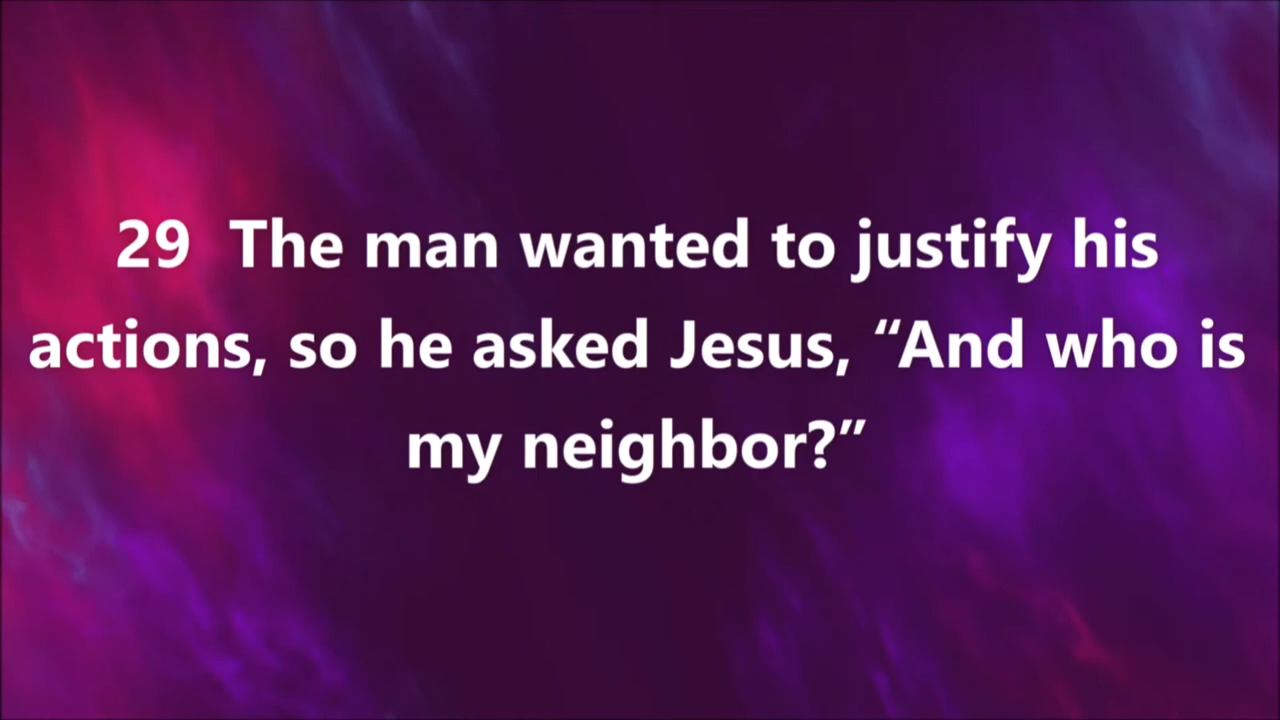 29  The man wanted to justify his
actions, so he asked Jesus, “And who is
my neighbor?”